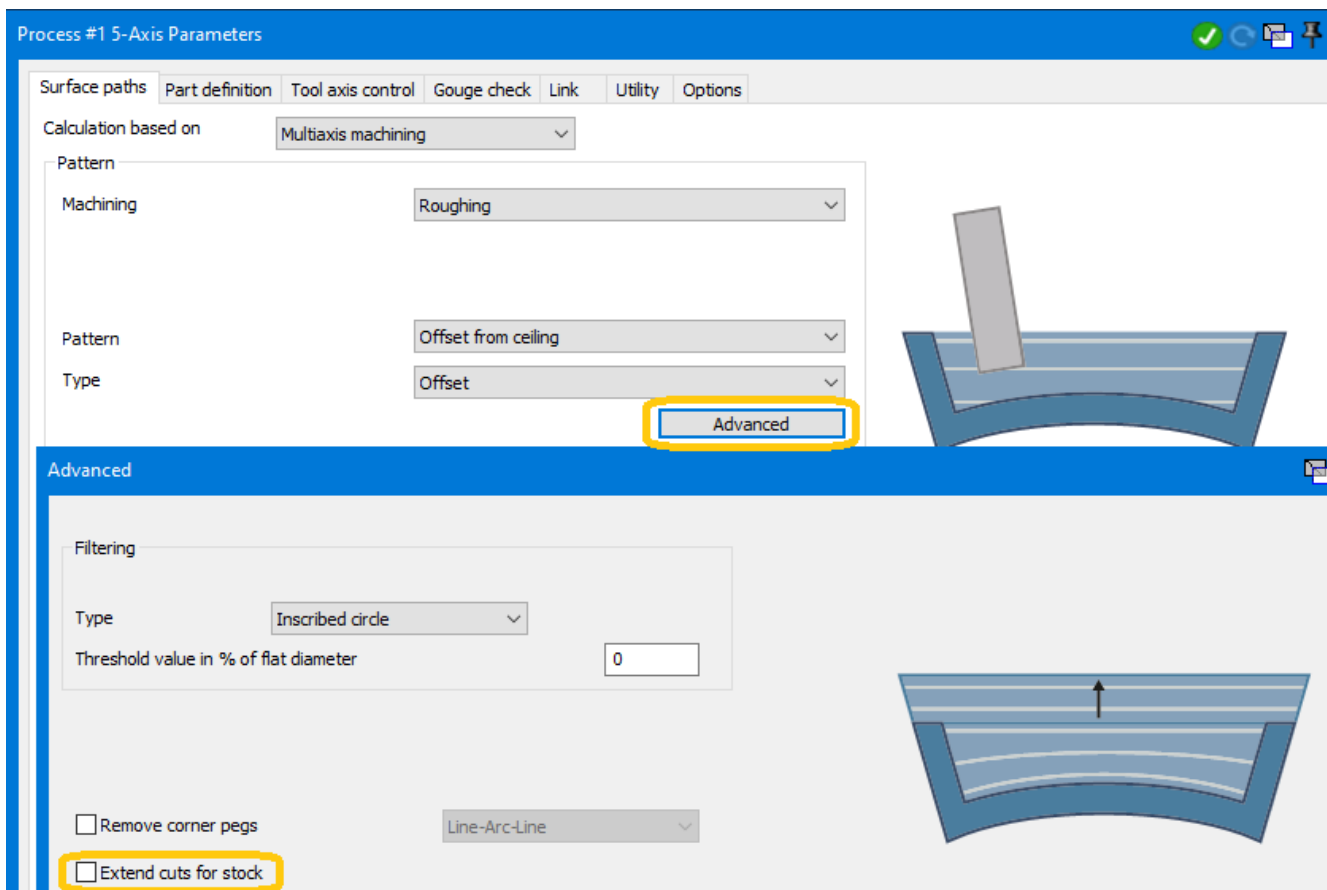 Process #1 5-Axis Parameters
Surface paths Part definition Tool axis control Gouge check Link Utility Options
Calculation based on Multiaxis machining
Pattern
Machining Roughing
Pattern Offset from ceiling
Type Offset
Advanced
Advanced
Filtering
Type Inscribed circle
Threshold value in % of flat diameter 0
Remove corner pegs Line-Arc-Line
Extend cuts for stock